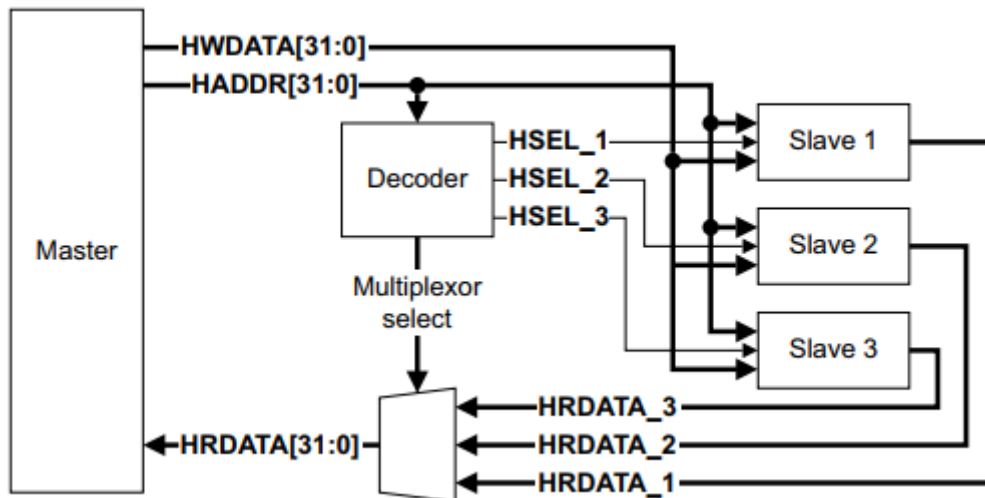 HWDATA[31:0]
HADDR[31:0]
HSEL_1
Slave 1
Decoder
HSEL_2
HSEL_3
Master
Slave 2
Multiplexor
select
Slave 3
HRDATA_3
HRDATA[31:0]
HRDATA_2
HRDATA_1